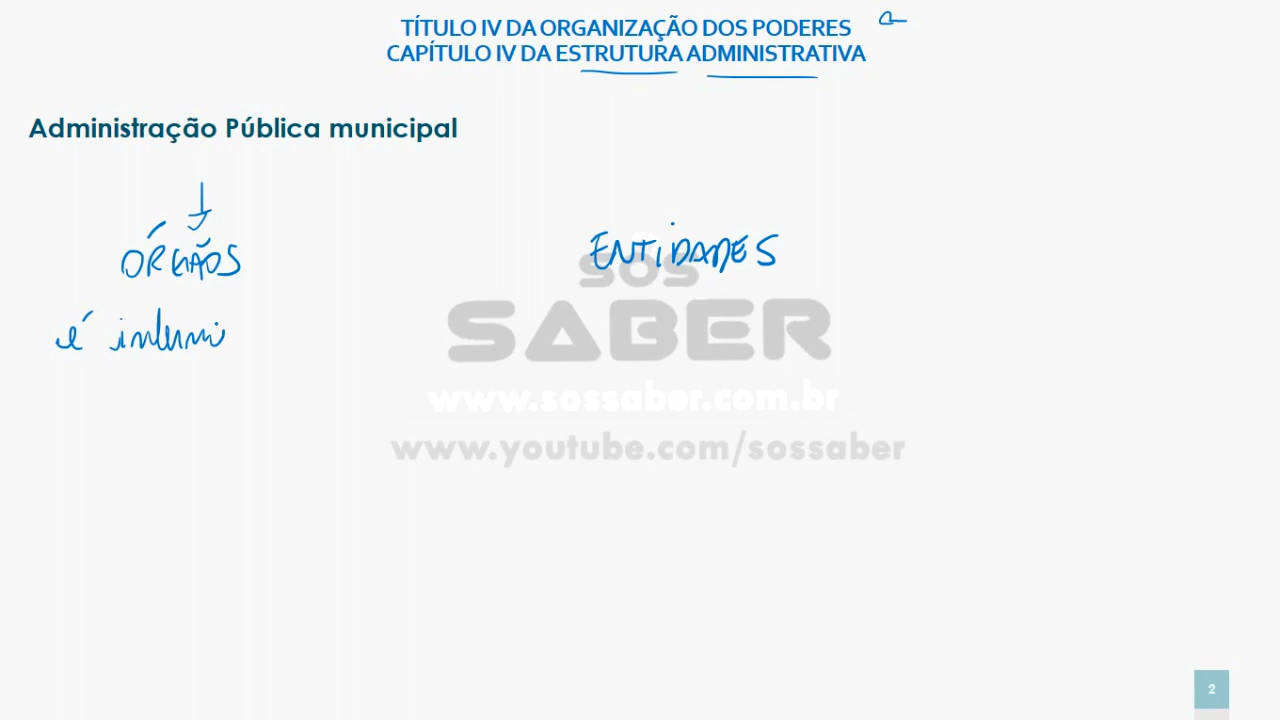 TÍTULO IV DA ORGANIZAÇÃO DOS PODERES
CAPÍTULO IV DA ESTRUTURA ADMINISTRATIVA
Administração Pública municipal
ÓRGÃOS
ENTIDADES
é
SOS
SABER
www.sossaber.com.br
www.youtube.com/sossaber
2